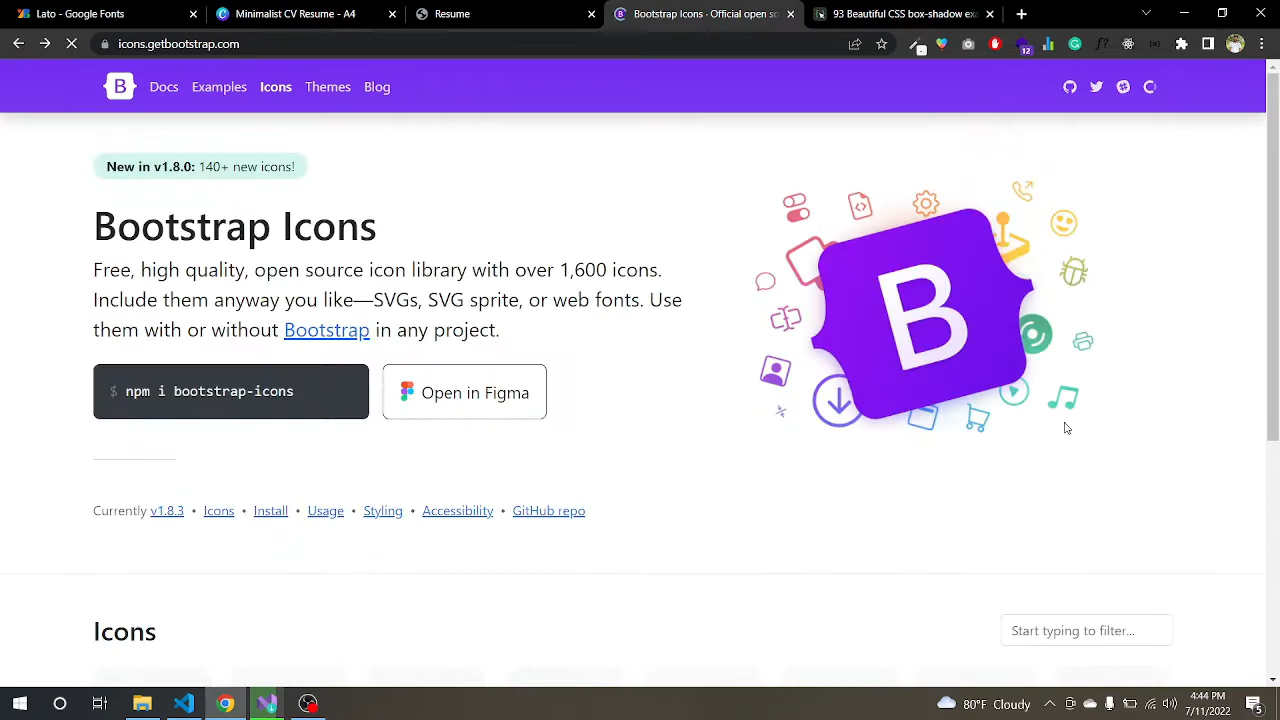 Lato - Google Fonts
Minimalist CV Resume - A4
Resume
Bootstrap Icons · Official open so
93 Beautiful CSS box-shadow exa
icons.getbootstrap.com
12
B
Docs
Examples
Icons
Themes
Blog
New in v1.8.0: 140+ new icons!
Bootstrap Icons
Free, high quality, open source icon library with over 1,600 icons.
Include them anyway you like—SVGs, SVG sprite, or web fonts. Use
them with or without Bootstrap in any project.
$ npm i bootstrap-icons
Open in Figma
B
Currently v1.8.3 • Icons • Install • Usage • Styling • Accessibility • GitHub repo
Icons
Start typing to filter...
80°F Cloudy
4:44 PM
7/11/2022